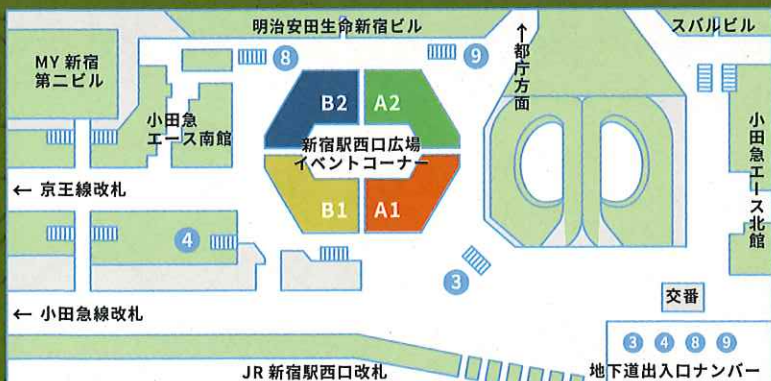 明治安田生命新宿ビル
スバルビル
MY 新宿
第二ビル
8
9
↑都庁方面
B2
A2
小田急
エース南館
新宿駅西口広場
イベントコーナー
小田急エース北館
← 京王線改札
B1
A1
4
3
交番
← 小田急線改札
3 4 8 9
JR 新宿駅西口改札
地下道出入口ナンバー